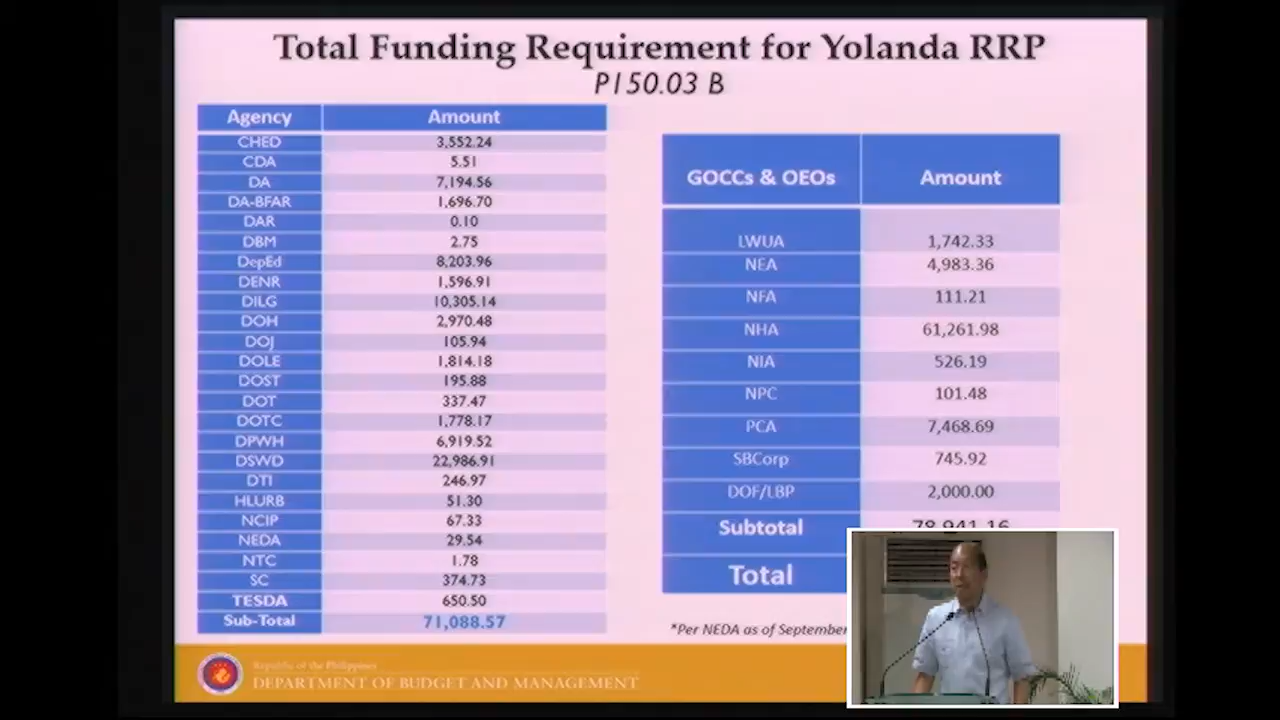 Total Funding Requirement for Yolanda RRP
P150.03 B
Agency Amount
CHED 3,552.24
CDA 5.51
DA 7,194.56
DA-BFAR 1,696.70
DAR 0.10
DBM 2.75
DepEd 8,203.96
DENR 1,596.91
DILG 10,305.14
DOH 2,970.48
DOJ 105.94
DOLE 1,814.18
DOST 195.88
DOT 337.47
DOTC 1,778.17
DPWH 6,919.52
DSWD 22,986.91
DTI 246.97
HLURB 51.30
NCIP 67.33
NEDA 29.54
NTC 1.78
SC 374.73
TESDA 650.50
Sub-Total 71,088.57
GOCCs & OEOs Amount
LWUA 1,742.33
NEA 4,983.36
NFA 111.21
NHA 61,261.98
NIA 526.19
NPC 101.48
PCA 7,468.69
SBCorp 745.92
DOF/LBP 2,000.00
Subtotal 78,941.16
Total
*Per NEDA as of September
Republic of the Philippines
DEPARTMENT OF BUDGET AND MANAGEMENT